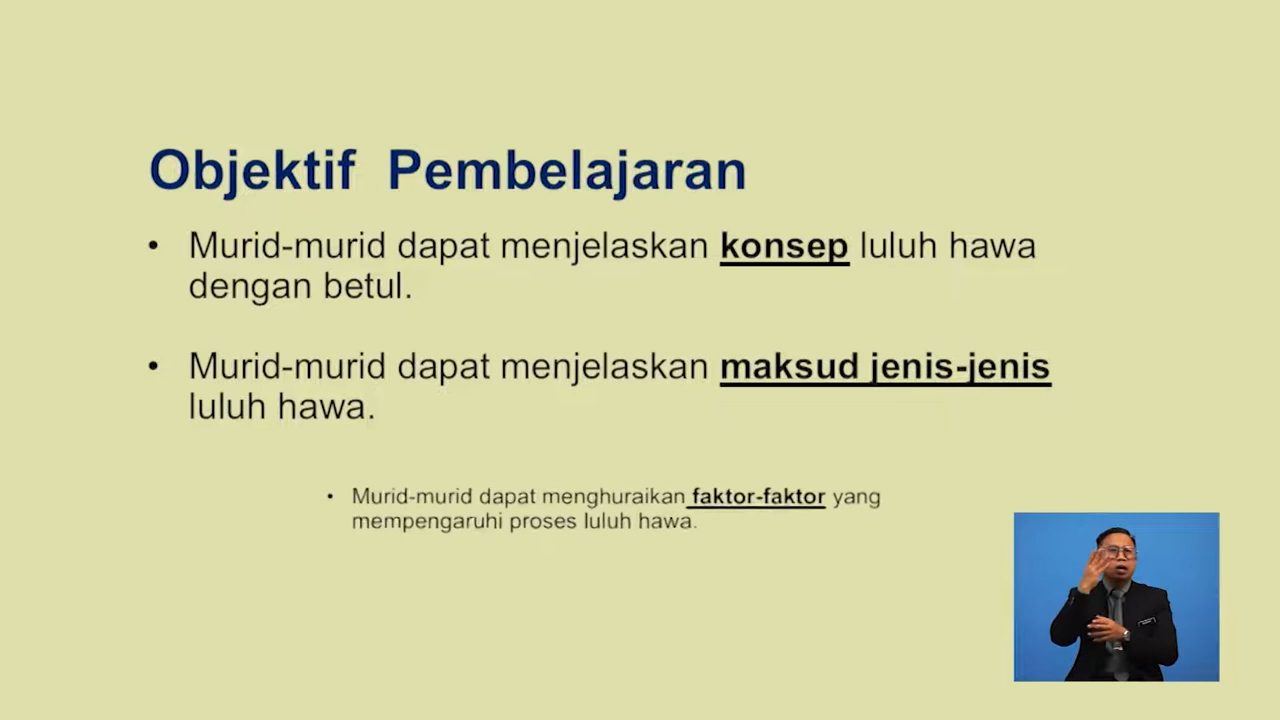 Objektif Pembelajaran
• Murid-murid dapat menjelaskan konsep luluh hawa
dengan betul.
• Murid-murid dapat menjelaskan maksud jenis-jenis
luluh hawa.
• Murid-murid dapat menghuraikan faktor-faktor yang
mempengaruhi proses luluh hawa.